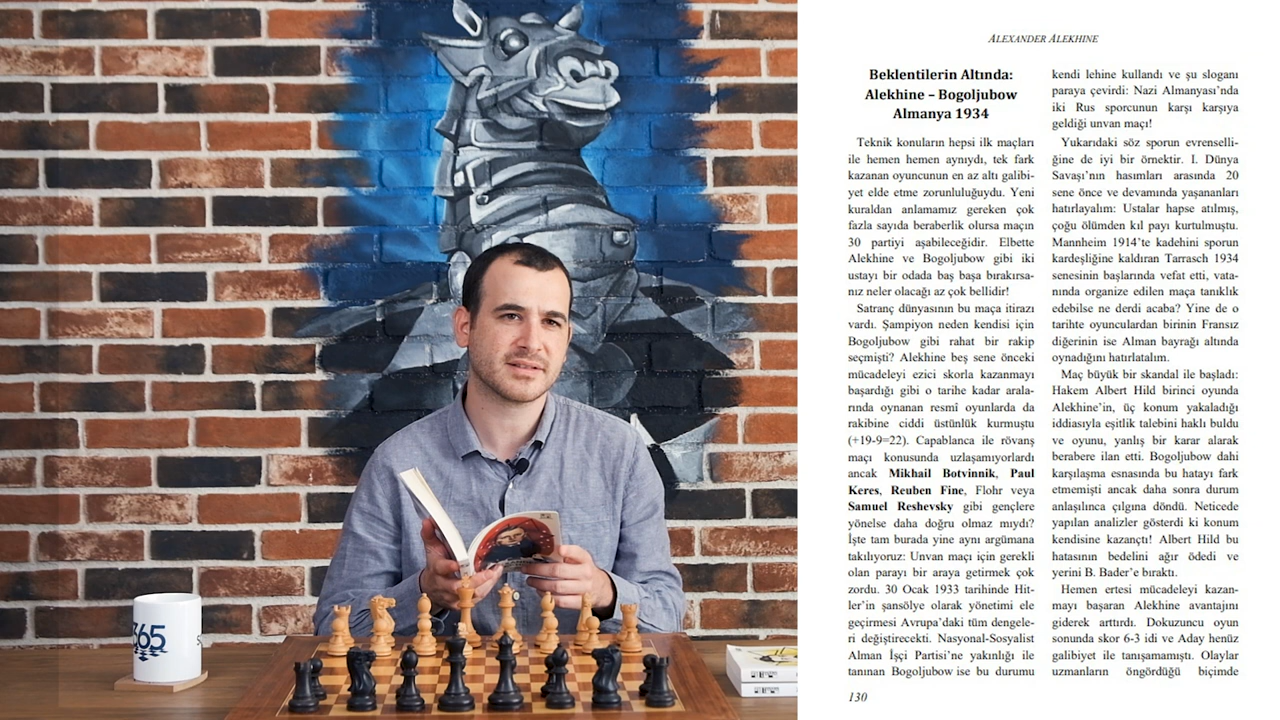 365
ALEXANDER ALEKHINE
Beklentilerin Altında:
Alekhine – Bogoljubow
Almanya 1934
Teknik konuların hepsi ilk maçları
ile hemen hemen aynıydı, tek fark
kazanan oyuncunun en az altı galibi-
yet elde etme zorunluluğuydu. Yeni
kuraldan anlamamız gereken çok
fazla sayıda beraberlik olursa maçın
30 partiyi aşabileceğidir. Elbette
Alekhine ve Bogoljubow gibi iki
ustayı bir odada baş başa bırakırsa-
nız neler olacağı az çok bellidir!
Satranç dünyasının bu maça itirazı
vardı. Şampiyon neden kendisi için
Bogoljubow gibi rahat bir rakip
seçmişti? Alekhine beş sene önceki
mücadeleyi ezici skorla kazanmayı
başardığı gibi o tarihe kadar arala-
rında oynanan resmî oyunlarda da
rakibine ciddi üstünlük kurmuştu
(+19-9=22). Capablanca ile rövanş
maçı konusunda uzlaşamıyorlardı
ancak Mikhail Botvinnik, Paul
Keres, Reuben Fine, Flohr veya
Samuel Reshevsky gibi gençlere
yönelse daha doğru olmaz mıydı?
İşte tam burada yine aynı argümana
takılıyoruz: Unvan maçı için gerekli
olan parayı bir araya getirmek çok
zordu. 30 Ocak 1933 tarihinde Hit-
ler’in şansölye olarak yönetimi ele
geçirmesi Avrupa’daki tüm dengele-
ri değiştirecekti. Nasyonal-Sosyalist
Alman İşçi Partisi’ne yakınlığı ile
tanınan Bogoljubow ise bu durumu
kendi lehine kullandı ve şu sloganı
paraya çevirdi: Nazi Almanyası’nda
iki Rus sporcunun karşı karşıya
geldiği unvan maçı!
Yukarıdaki söz sporun evrenselli-
ğine de iyi bir örnektir. I. Dünya
Savaşı’nın hasımları arasında 20
sene önce ve devamında yaşananları
hatırlayalım: Ustalar hapse atılmış,
çoğu ölümden kıl payı kurtulmuştu.
Mannheim 1914’te kadehini sporun
kardeşliğine kaldıran Tarrasch 1934
senesinin başlarında vefat etti, vata-
nında organize edilen maça tanıklık
edebilse ne derdi acaba? Yine de o
tarihte oyunculardan birinin Fransız
diğerinin ise Alman bayrağı altında
oynadığını hatırlatalım.
Maç büyük bir skandal ile başladı:
Hakem Albert Hild birinci oyunda
Alekhine’in, üç konum yakaladığı
iddiasıyla eşitlik talebini haklı buldu
ve oyunu, yanlış bir karar alarak
berabere ilan etti. Bogoljubow dahi
karşılaşma esnasında bu hatayı fark
etmemişti ancak daha sonra durum
anlaşılınca çılgına döndü. Neticede
yapılan analizler gösterdi ki konum
kendisine kazançtı! Albert Hild bu
hatasının bedelini ağır ödedi ve
yerini B. Bader’e bıraktı.
Hemen ertesi mücadeleyi kazan-
mayı başaran Alekhine avantajını
giderek arttırdı. Dokuzuncu oyun
sonunda skor 6-3 idi ve Aday henüz
galibiyet ile tanışamamıştı. Olaylar
uzmanların öngördüğü biçimde
130